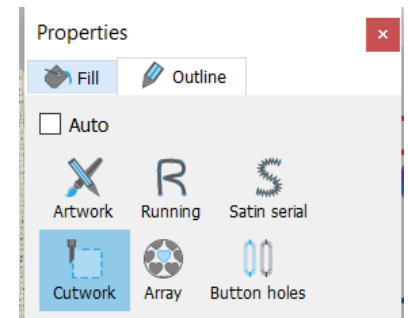 Properties
Fill Outline
Auto
Artwork Running Satin serial
Cutwork Array Button holes